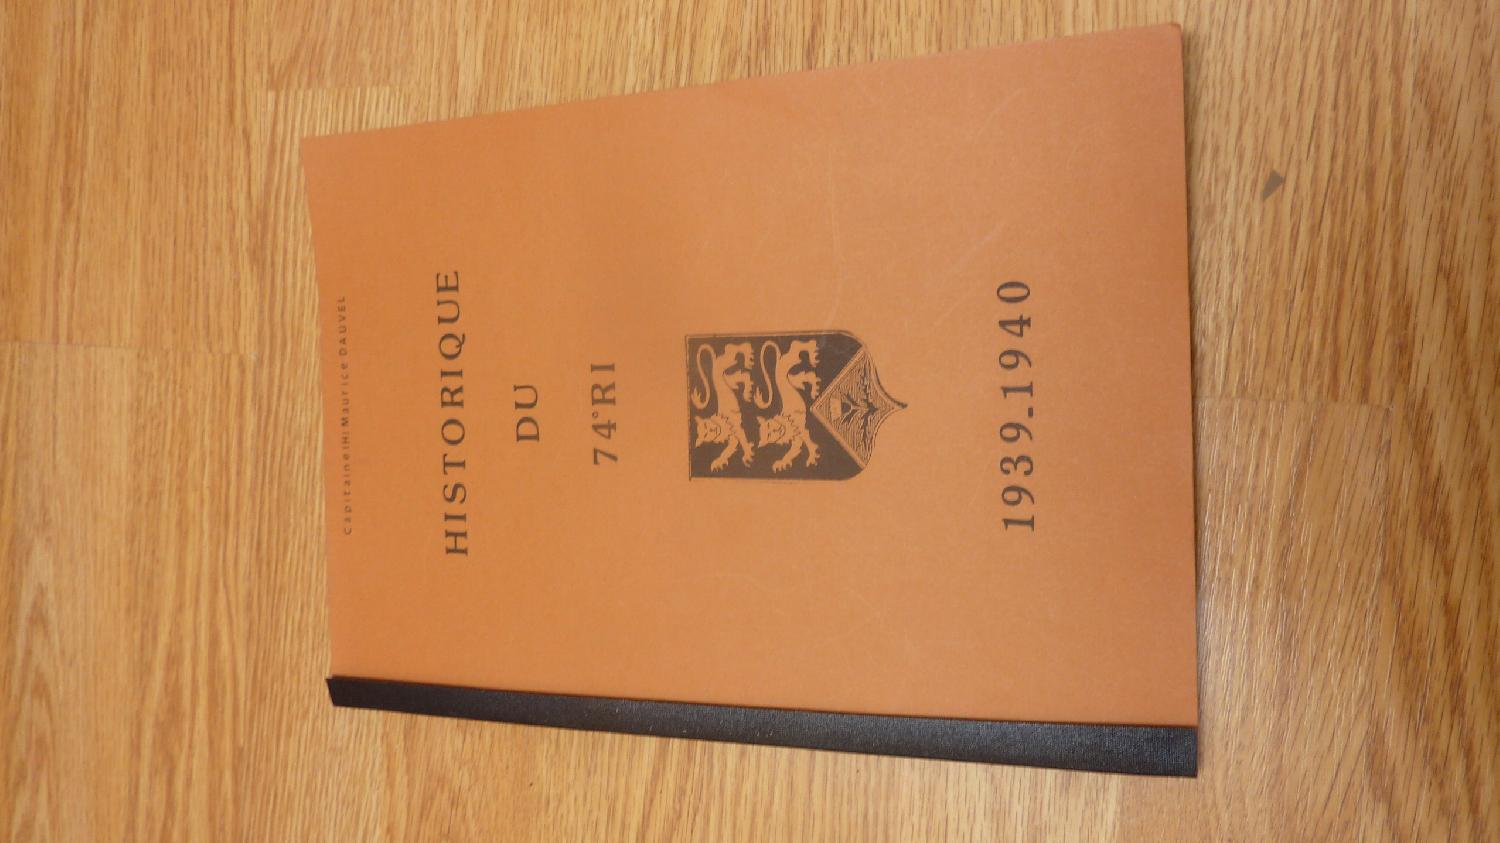 Capitaine(H) Maurice DAUVEL
HISTORIQUE
DU
74°RI
1939.1940